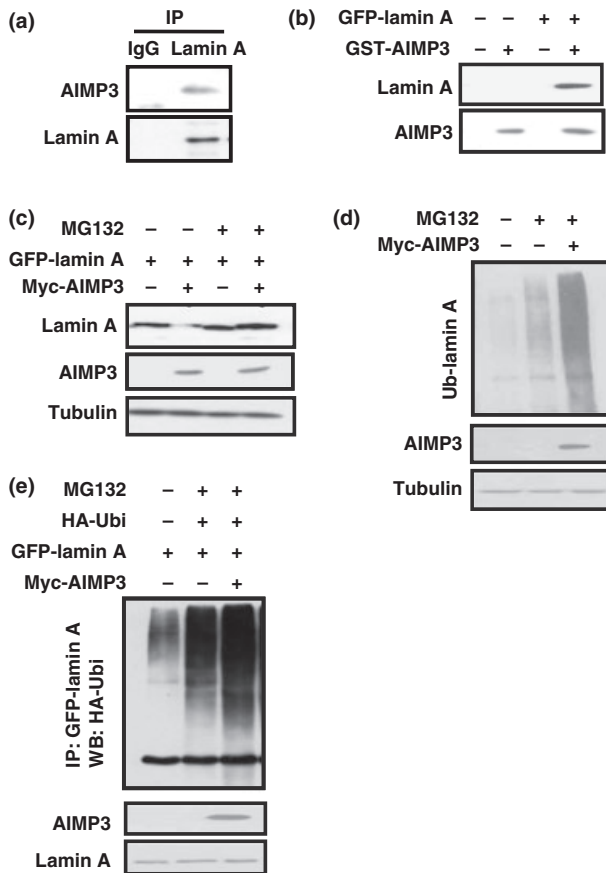 (a)
IP
IgG Lamin A
AIMP3
Lamin A
(b)
GFP-lamin A – – + +
GST-AIMP3 – + – +
Lamin A
AIMP3
(c)
MG132 – – + +
GFP-lamin A + + + +
Myc-AIMP3 – + – +
Lamin A
AIMP3
Tubulin
(d)
MG132 – + +
Myc-AIMP3 – – +
Ub-lamin A
AIMP3
Tubulin
(e)
MG132 – + +
HA-Ubi – + +
GFP-lamin A + + +
Myc-AIMP3 – – +
IP: GFP-lamin A
WB: HA-Ubi
AIMP3
Lamin A